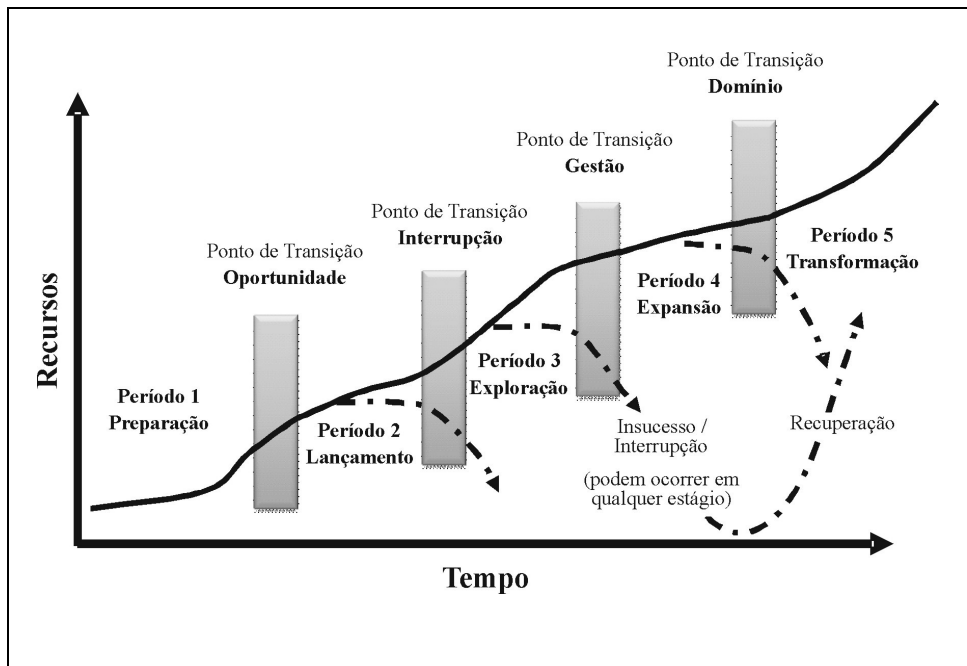 Ponto de Transição
Domínio
Ponto de Transição
Gestão
Ponto de Transição
Interrupção
Ponto de Transição
Oportunidade
Período 5
Transformação
Período 4
Expansão
Período 3
Exploração
Período 1
Preparação
Período 2
Lançamento
Insucesso /
Interrupção
(podem ocorrer em
qualquer estágio)
Recuperação
Recursos
Tempo